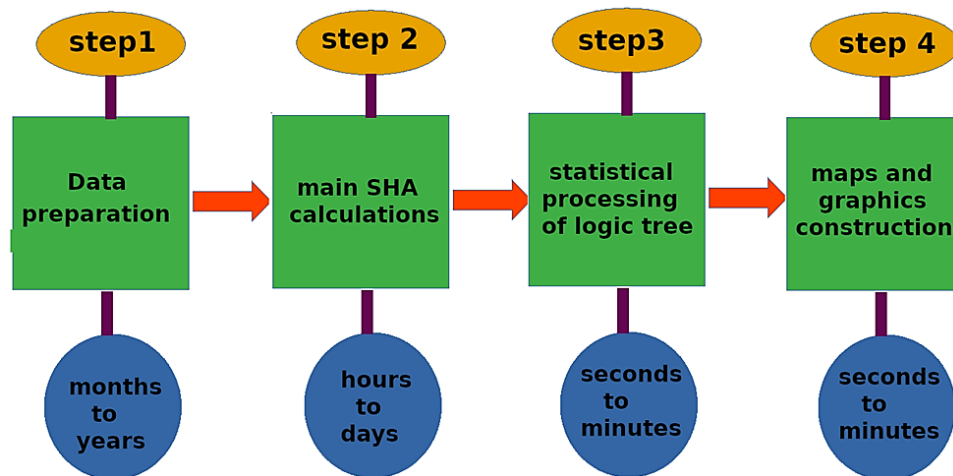 step1
Data
preparation
months
to
years
step 2
main SHA
calculations
hours
to
days
step3
statistical
processing
of logic tree
seconds
to
minutes
step 4
maps and
graphics
construction
seconds
to
minutes